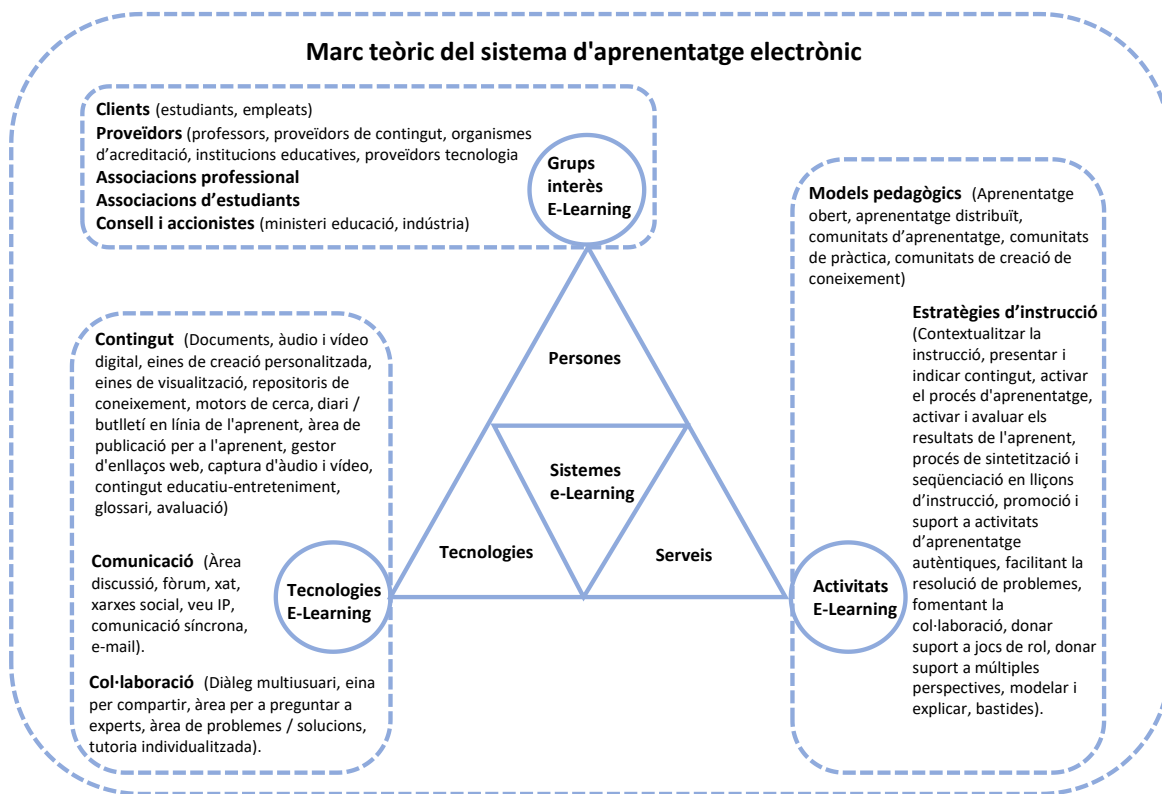 Marc teòric del sistema d'aprenentatge electrònic
Clients (estudiants, empleats)
Proveïdors (professors, proveïdors de contingut, organismes
d'acreditació, institucions educatives, proveïdors tecnologia
Associacions professional
Associacions d'estudiants
Consell i accionistes (ministeri educació, indústria)
Grups
interès
E-Learning
Models pedagògics (Aprenentatge
obert, aprenentatge distribuït,
comunitats d'aprenentatge, comunitats
de pràctica, comunitats de creació de
coneixement)
Estratègies d'instrucció
(Contextualitzar la
instrucció, presentar i
indicar contingut, activar
el procés d'aprenentatge,
activar i avaluar els
resultats de l'aprenent,
procés de sintetització i
seqüenciació en lliçons
d'instrucció, promoció i
suport a activitats
d'aprenentatge
autèntiques, facilitant la
resolució de problemes,
fomentant la
col·laboració, donar
suport a jocs de rol, donar
suport a múltiples
perspectives, modelar i
explicar, bastides).
Activitats
E-Learning
Contingut (Documents, àudio i vídeo
digital, eines de creació personalitzada,
eines de visualització, repositoris de
coneixement, motors de cerca, diari /
butlletí en línia de l'aprenent, àrea de
publicació per a l'aprenent, gestor
d'enllaços web, captura d'àudio i vídeo,
contingut educatiu-entreteniment,
glossari, avaluació)
Comunicació (Àrea
discussió, fòrum, xat,
xarxes social, veu IP,
comunicació síncrona,
e-mail).
Col·laboració (Diàleg multiusuari, eina
per compartir, àrea per a preguntar a
experts, àrea de problemes / solucions,
tutoria individualitzada).
Tecnologies
E-Learning
Persones
Sistemes
e-Learning
Tecnologies
Serveis